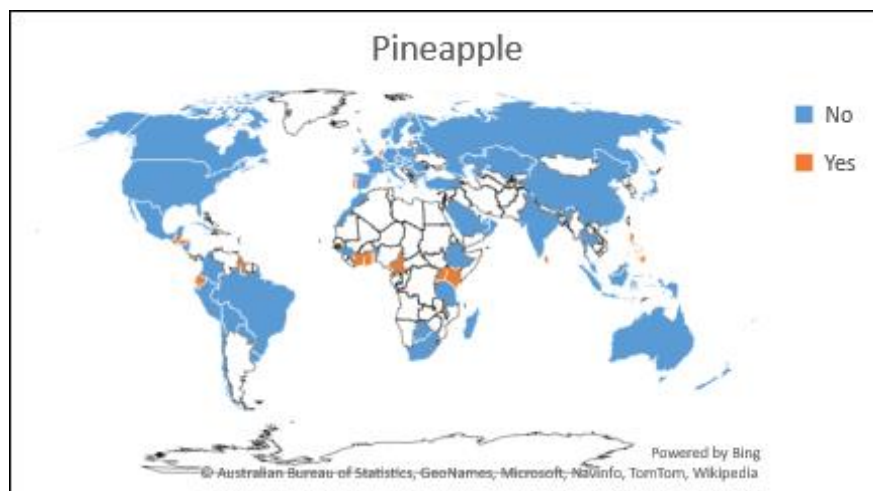 Pineapple
No
Yes
Powered by Bing
© Australian Bureau of Statistics, GeoNames, Microsoft, Navinfo, TomTom, Wikipedia